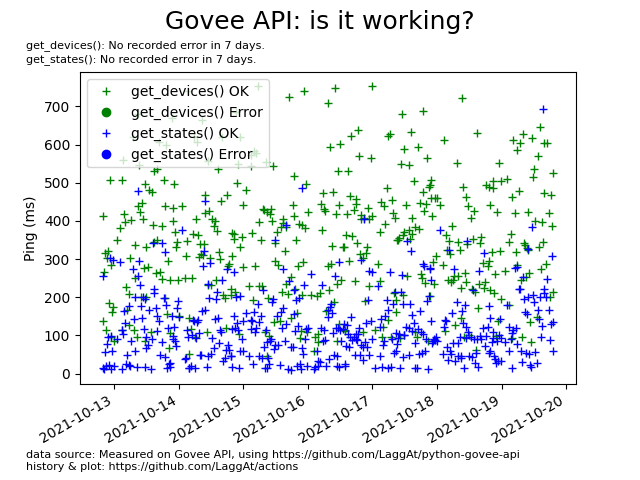 Govee API: is it working?
get_devices(): No recorded error in 7 days.
get_states(): No recorded error in 7 days.
get_devices() OK
get_devices() Error
get_states() OK
get_states() Error
Ping (ms)
700
600
500
400
300
200
100
0
2021-10-13
2021-10-14
2021-10-15
2021-10-16
2021-10-17
2021-10-18
2021-10-19
2021-10-20
data source: Measured on Govee API, using https://github.com/LaggAt/python-govee-api
history & plot: https://github.com/LaggAt/actions